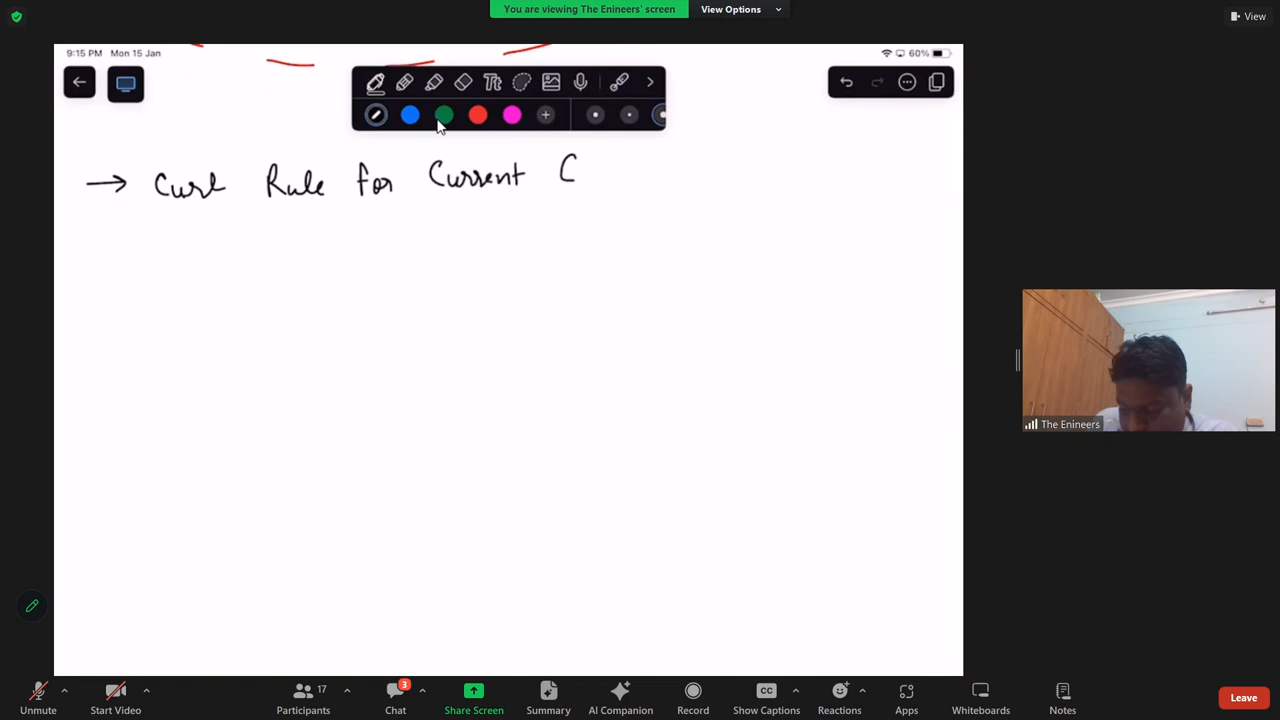 You are viewing The Enineers' screen
View Options
View
9:15 PM Mon 15 Jan
60%
Tt
→ Curl Rule for Current C
The Enineers
17
3
Unmute
Start Video
Participants
Chat
Share Screen
Summary
AI Companion
Record
CC
Show Captions
Reactions
Apps
Whiteboards
Notes
Leave